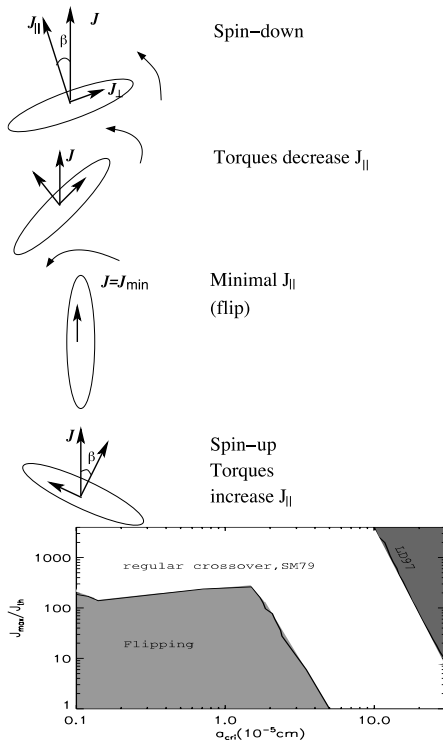 J∥ β J
J⊥
Spin−down
J
Torques decrease J∥
J=Jmin
Minimal J∥
(flip)
J
β
Spin−up
Torques
increase J∥
1000
100
10
1
Jmax/Jth
regular crossover,SM79
LD97
Flipping
0.1 1.0 10.0
acri(10⁻⁵cm)